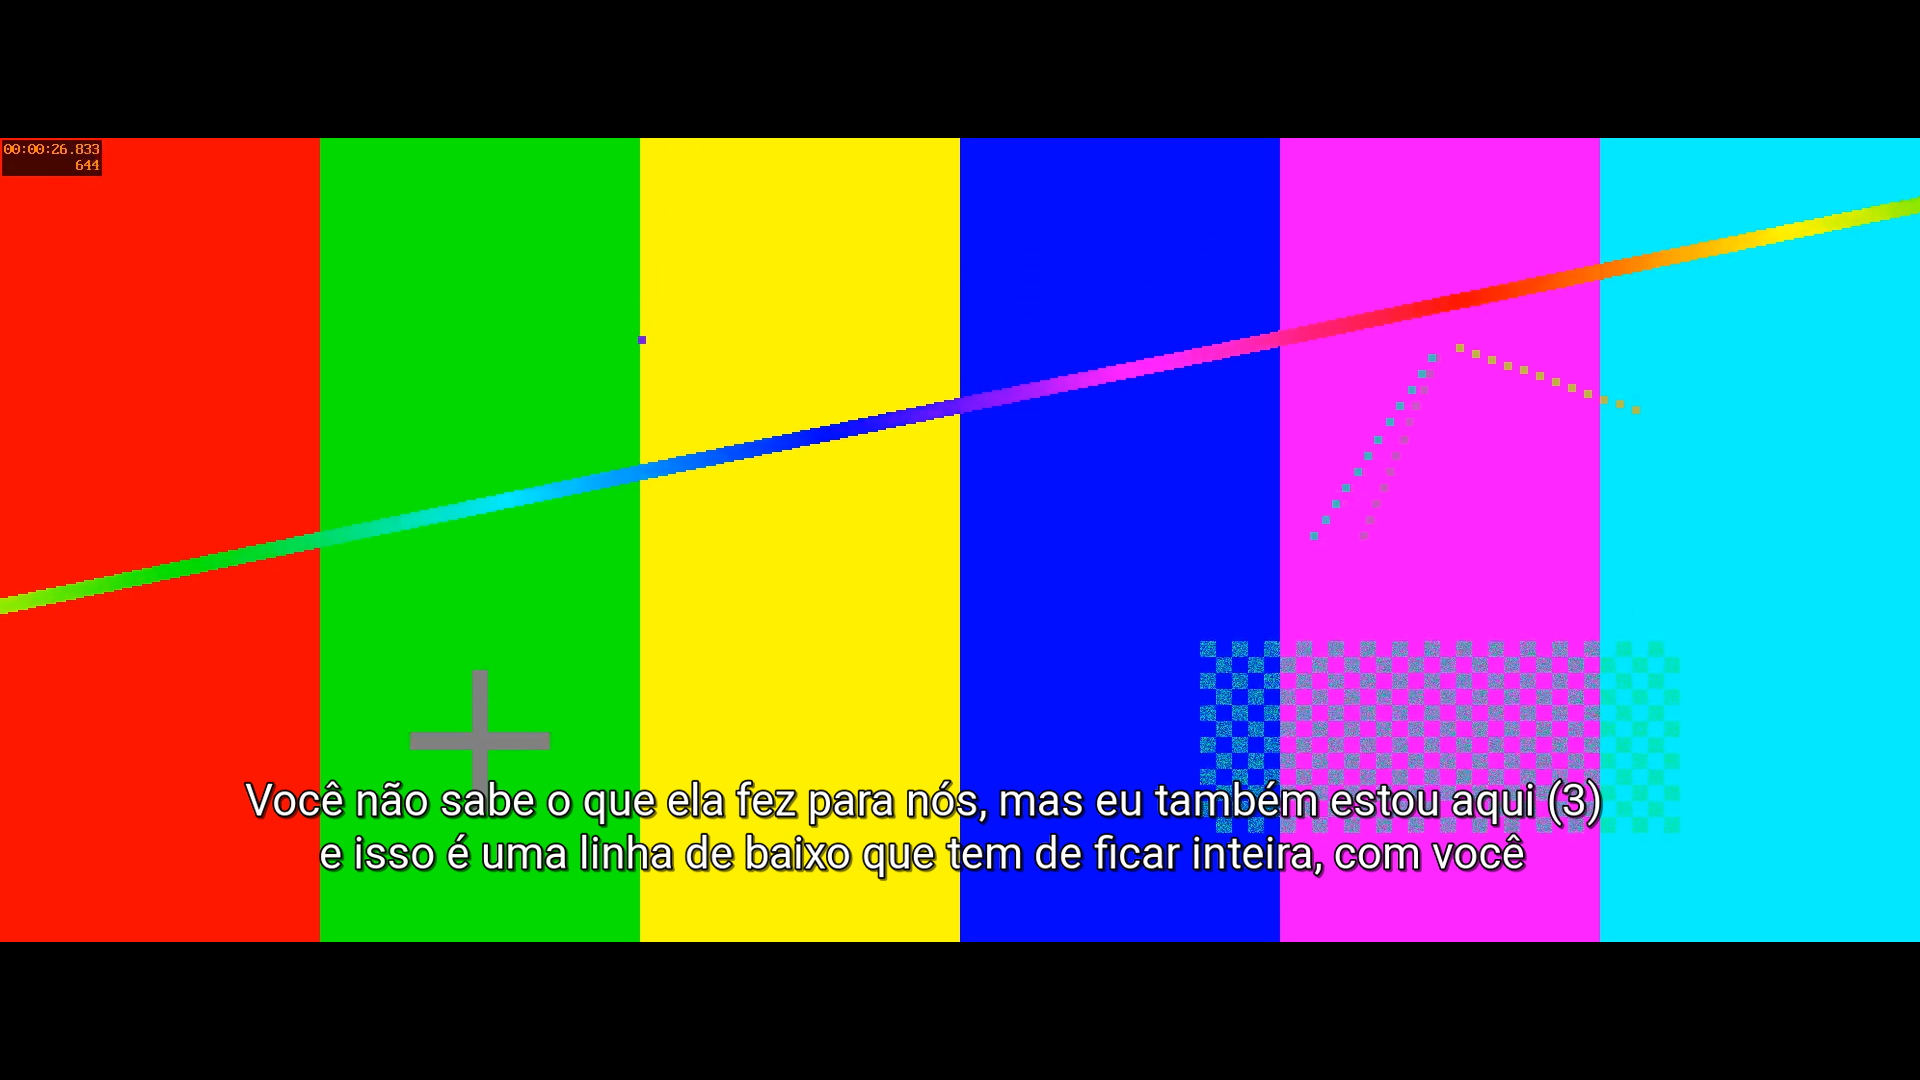 00:00:26.833
644
Você não sabe o que ela fez para nós, mas eu também estou aqui (3)
e isso é uma linha de baixo que tem de ficar inteira, com você